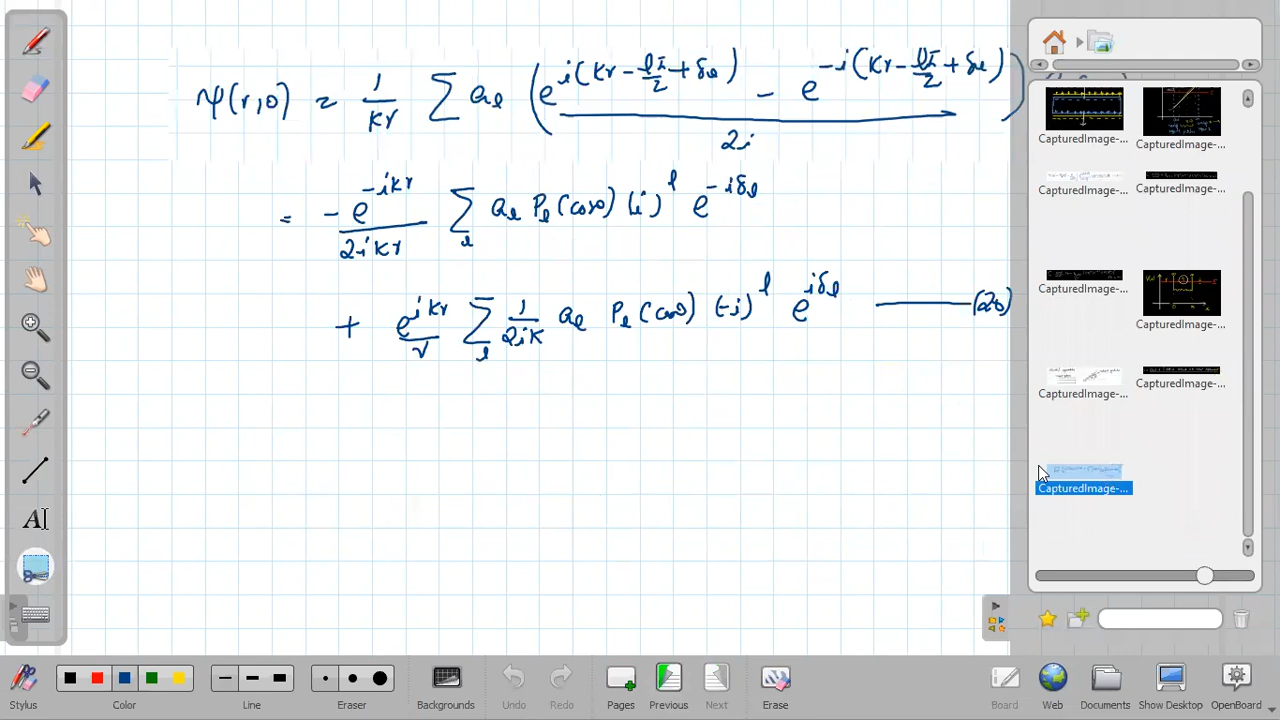 ψ(r,θ) = 1/kr Σ a_l (e^{i(kr - lπ/2 + δ_l)} - e^{-i(kr - lπ/2 + δ_l)})/2i
= -e^{-ikr}/2ikr Σ_l a_l P_l(cosθ) (i)^l e^{-iδ_l}
+ e^{ikr}/r Σ_l 1/2ik a_l P_l(cosθ) (-i)^l e^{iδ_l} —— (20)
CapturedImage-... CapturedImage-...
CapturedImage-... CapturedImage-...
CapturedImage-... CapturedImage-...
CapturedImage-... CapturedImage-...
CapturedImage-...
Stylus Color Line Eraser Backgrounds Undo Redo Pages Previous Next Erase Board Web Documents Show Desktop OpenBoard